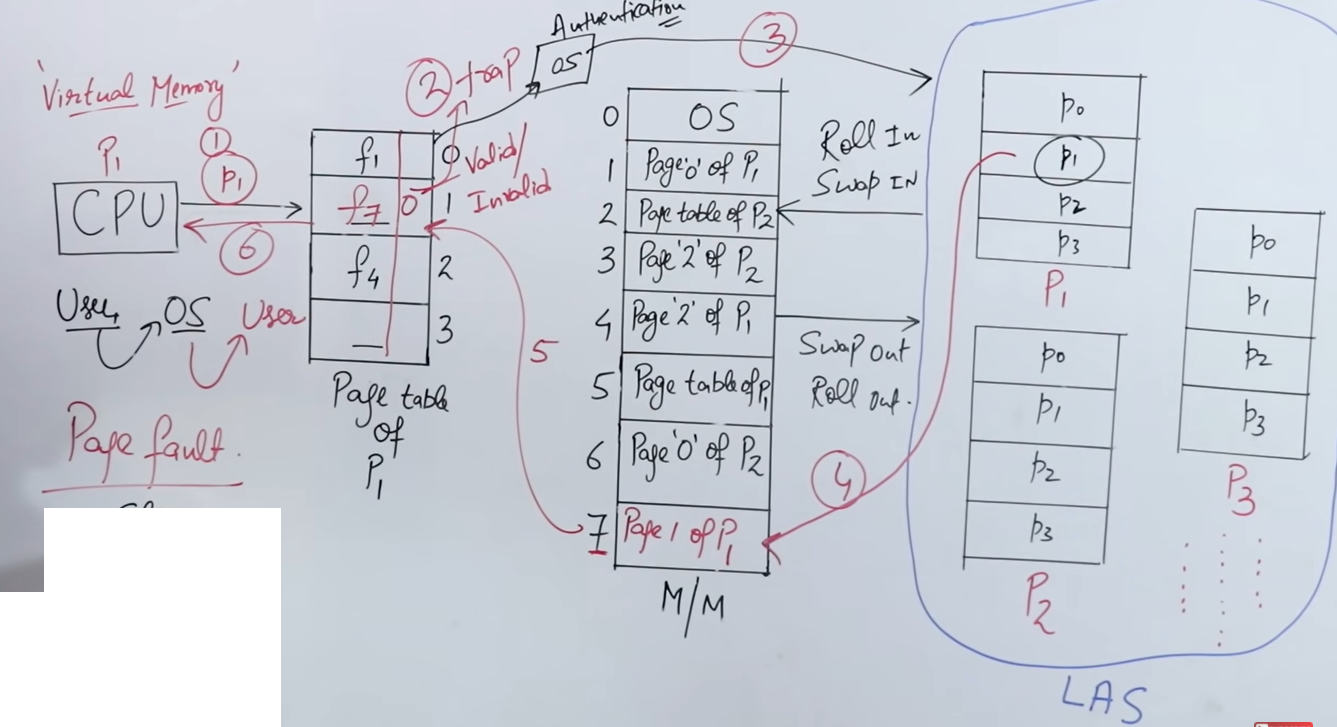 'Virtual Memory'
P1
CPU
①
p1
⑥
User OS User
Page fault.
② trap
Authentication
OS
③
f1 0
f7 0 1
f4 2
— 3
Valid/
Invalid
Page table
of
P1
5
0 OS
1 Page '0' of P1
2 Page table of P2
3 Page '2' of P2
4 Page '2' of P1
5 Page table of P1
6 Page '0' of P2
7 Page 1 of P1
M/M
Roll In
Swap IN
Swap Out
Roll out.
④
p0
p1
p2
p3
P1
p0
p1
p2
p3
P2
p0
p1
p2
p3
P3
LAS